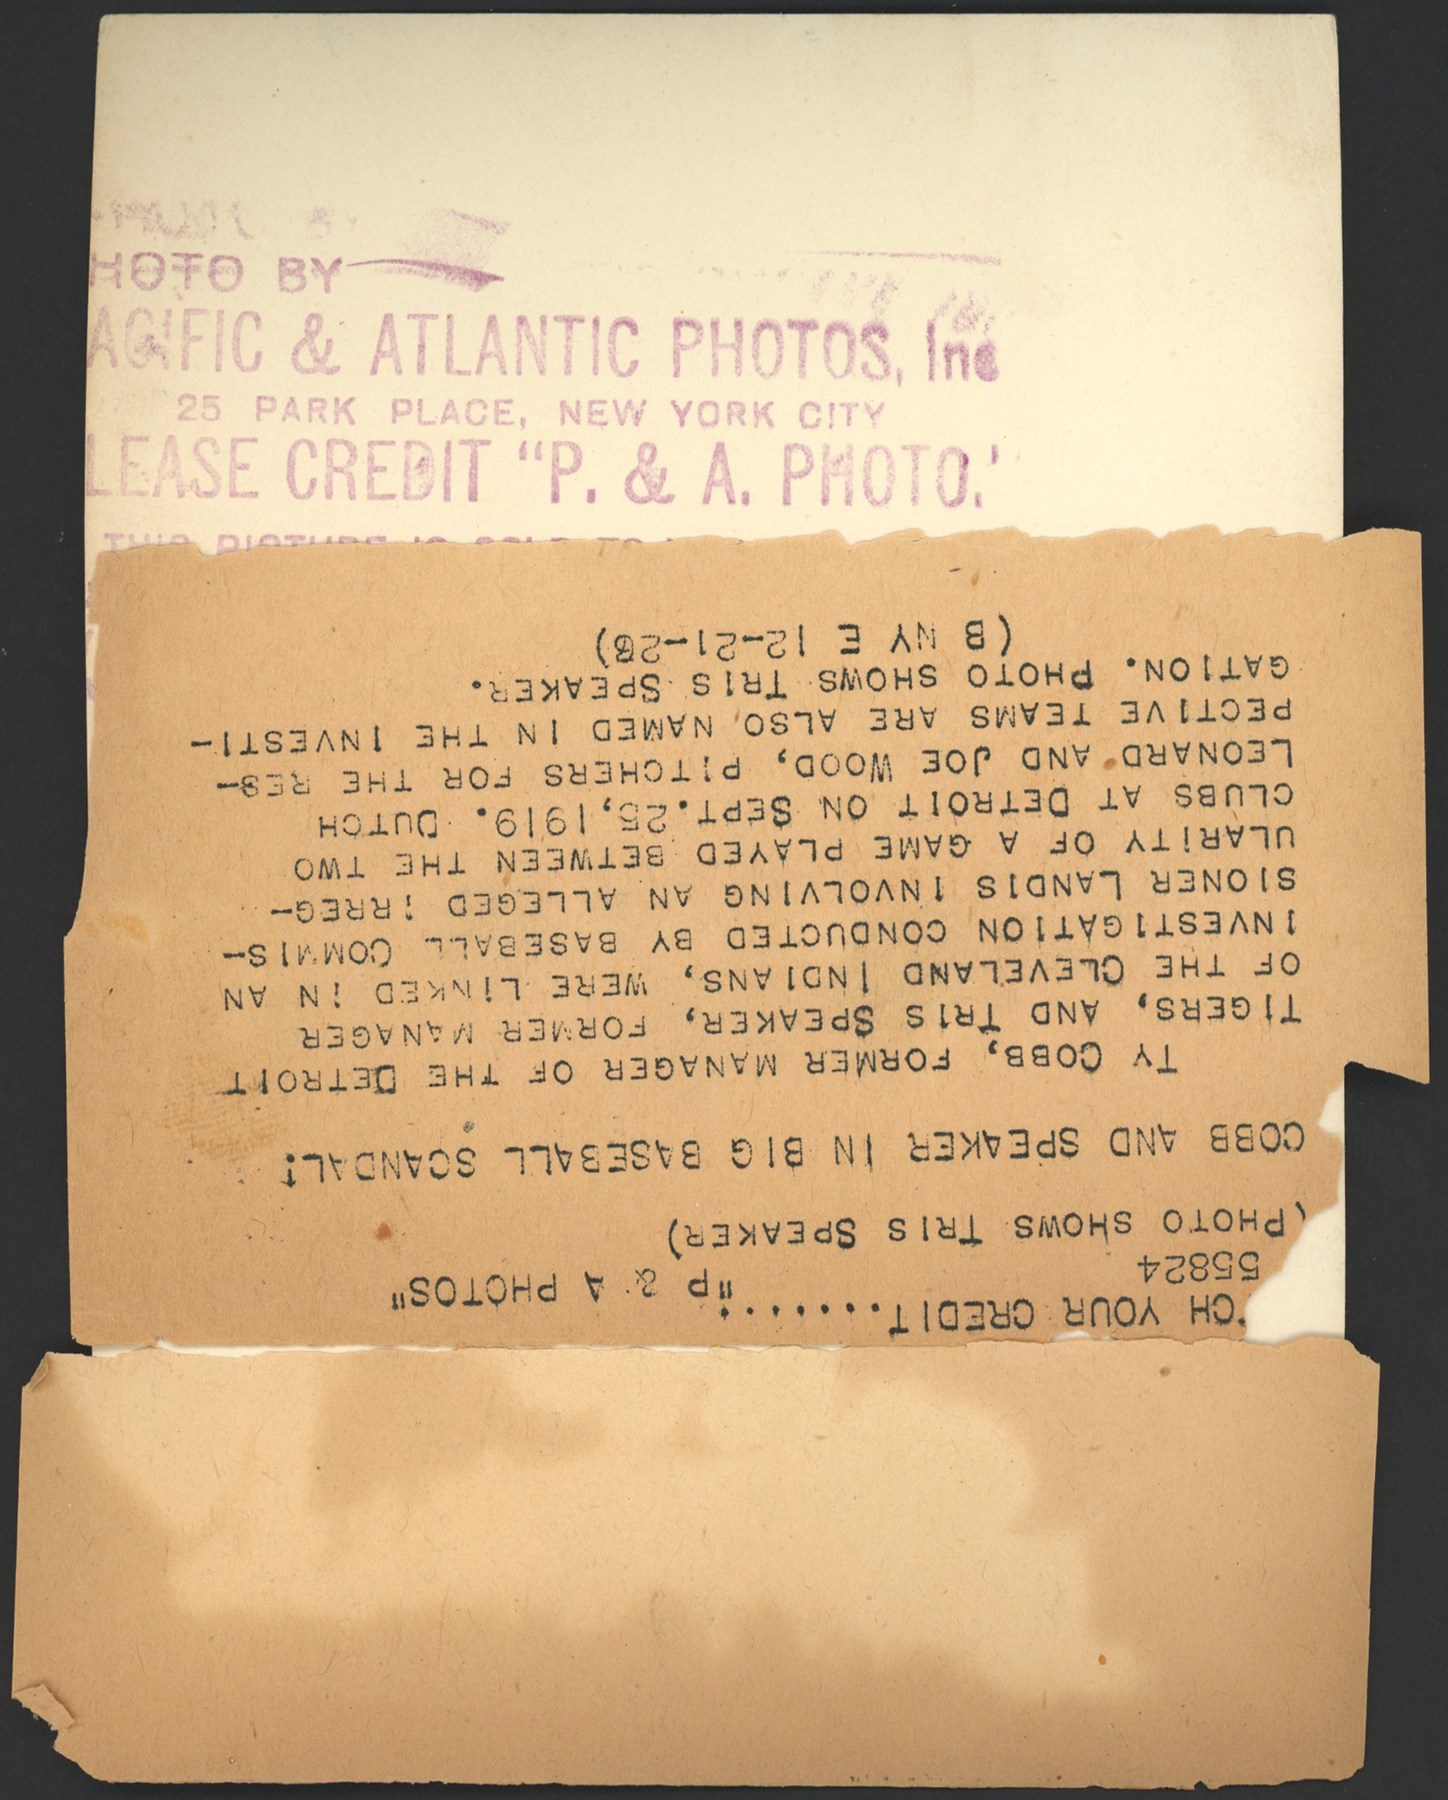 HOTO BY
ACIFIC & ATLANTIC PHOTOS, Inc
25 PARK PLACE, NEW YORK CITY
LEASE CREDIT "P. & A. PHOTO.'
THIS PICTURE IS SOLD TO
'CH YOUR CREDIT........"P & A PHOTOS"
55824
(PHOTO SHOWS TRIS SPEAKER)
COBB AND SPEAKER IN BIG BASEBALL SCANDAL!
TY COBB, FORMER MANAGER OF THE DETROIT
TIGERS, AND TRIS SPEAKER, FORMER MANAGER
OF THE CLEVELAND INDIANS, WERE LINKED IN AN
INVESTIGATION CONDUCTED BY BASEBALL COMMIS-
SIONER LANDIS INVOLVING AN ALLEGED IRREG-
ULARITY OF A GAME PLAYED BETWEEN THE TWO
CLUBS AT DETROIT ON SEPT.25,1919. DUTCH
LEONARD AND JOE WOOD, PITCHERS FOR THE RES-
PECTIVE TEAMS ARE ALSO NAMED IN THE INVESTI-
GATION. PHOTO SHOWS TRIS SPEAKER.
(B NY E 12-21-26)